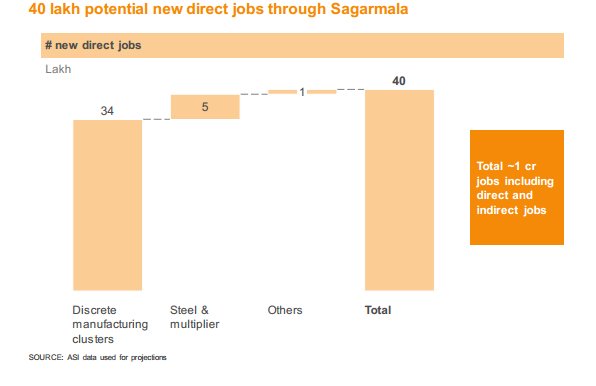 40 lakh potential new direct jobs through Sagarmala
# new direct jobs
Lakh
34
5
1
40
Total ~1 cr
jobs including
direct and
indirect jobs
Discrete
manufacturing
clusters
Steel &
multiplier
Others
Total
SOURCE: ASI data used for projections